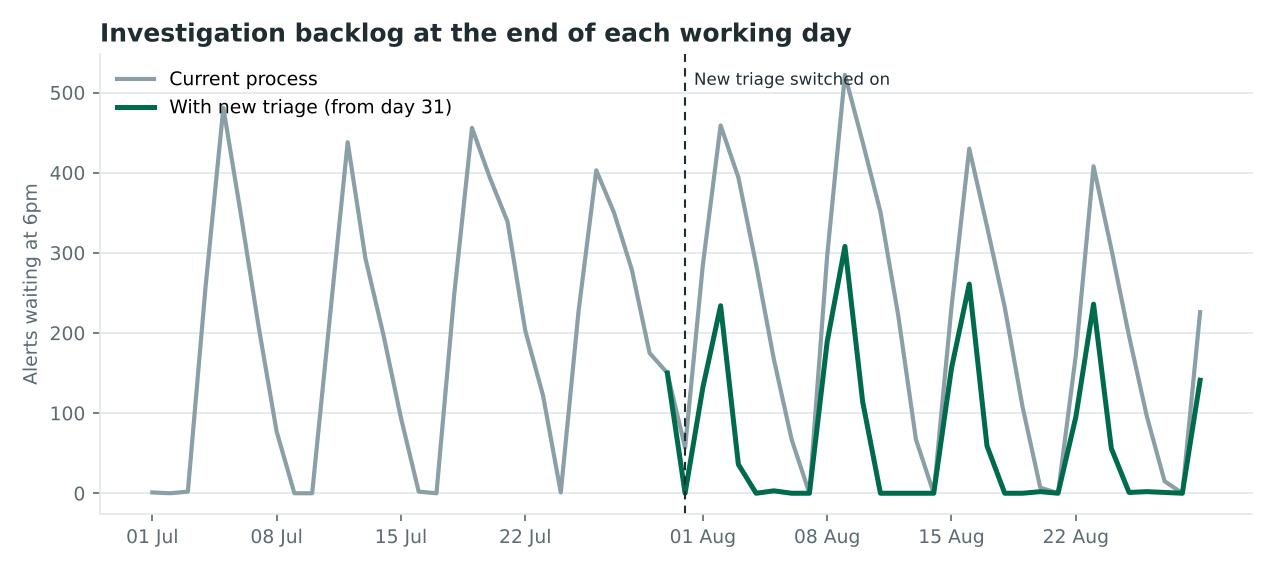 Investigation backlog at the end of each working day
Current process
With new triage (from day 31)
New triage switched on
Alerts waiting at 6pm
500
400
300
200
100
0
01 Jul
08 Jul
15 Jul
22 Jul
01 Aug
08 Aug
15 Aug
22 Aug